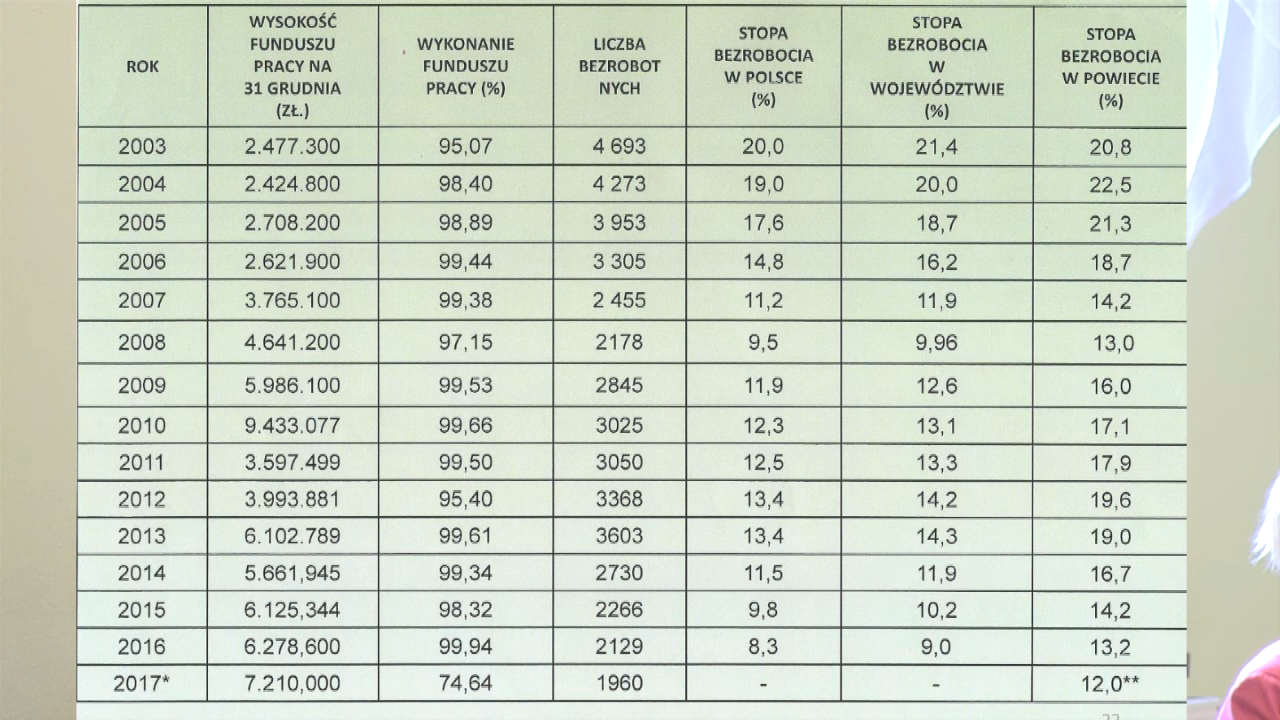 ROK WYSOKOŚĆ FUNDUSZU PRACY NA 31 GRUDNIA (ZŁ.) WYKONANIE FUNDUSZU PRACY (%) LICZBA BEZROBOT NYCH STOPA BEZROBOCIA W POLSCE (%) STOPA BEZROBOCIA W WOJEWÓDZTWIE (%) STOPA BEZROBOCIA W POWIECIE (%)
2003 2.477.300 95,07 4 693 20,0 21,4 20,8
2004 2.424.800 98,40 4 273 19,0 20,0 22,5
2005 2.708.200 98,89 3 953 17,6 18,7 21,3
2006 2.621.900 99,44 3 305 14,8 16,2 18,7
2007 3.765.100 99,38 2 455 11,2 11,9 14,2
2008 4.641.200 97,15 2178 9,5 9,96 13,0
2009 5.986.100 99,53 2845 11,9 12,6 16,0
2010 9.433.077 99,66 3025 12,3 13,1 17,1
2011 3.597.499 99,50 3050 12,5 13,3 17,9
2012 3.993.881 95,40 3368 13,4 14,2 19,6
2013 6.102.789 99,61 3603 13,4 14,3 19,0
2014 5.661,945 99,34 2730 11,5 11,9 16,7
2015 6.125,344 98,32 2266 9,8 10,2 14,2
2016 6.278,600 99,94 2129 8,3 9,0 13,2
2017* 7.210,000 74,64 1960 - - 12,0**